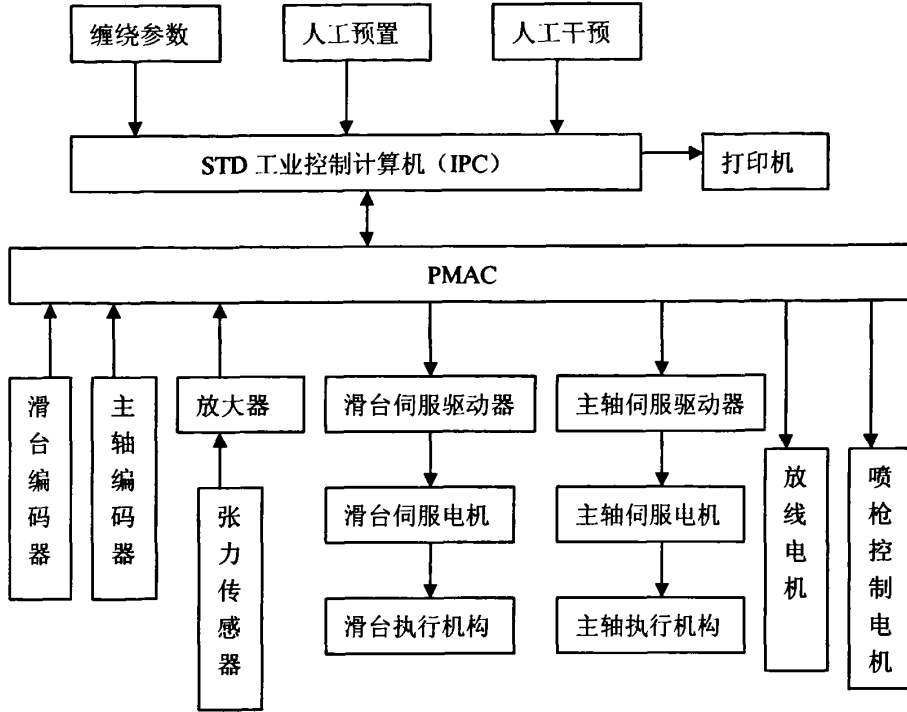 缠绕参数
人工预置
人工干预
STD 工业控制计算机（IPC）
打印机
PMAC
滑台编码器
主轴编码器
放大器
张力传感器
滑台伺服驱动器
滑台伺服电机
滑台执行机构
主轴伺服驱动器
主轴伺服电机
主轴执行机构
放线电机
喷枪控制电机